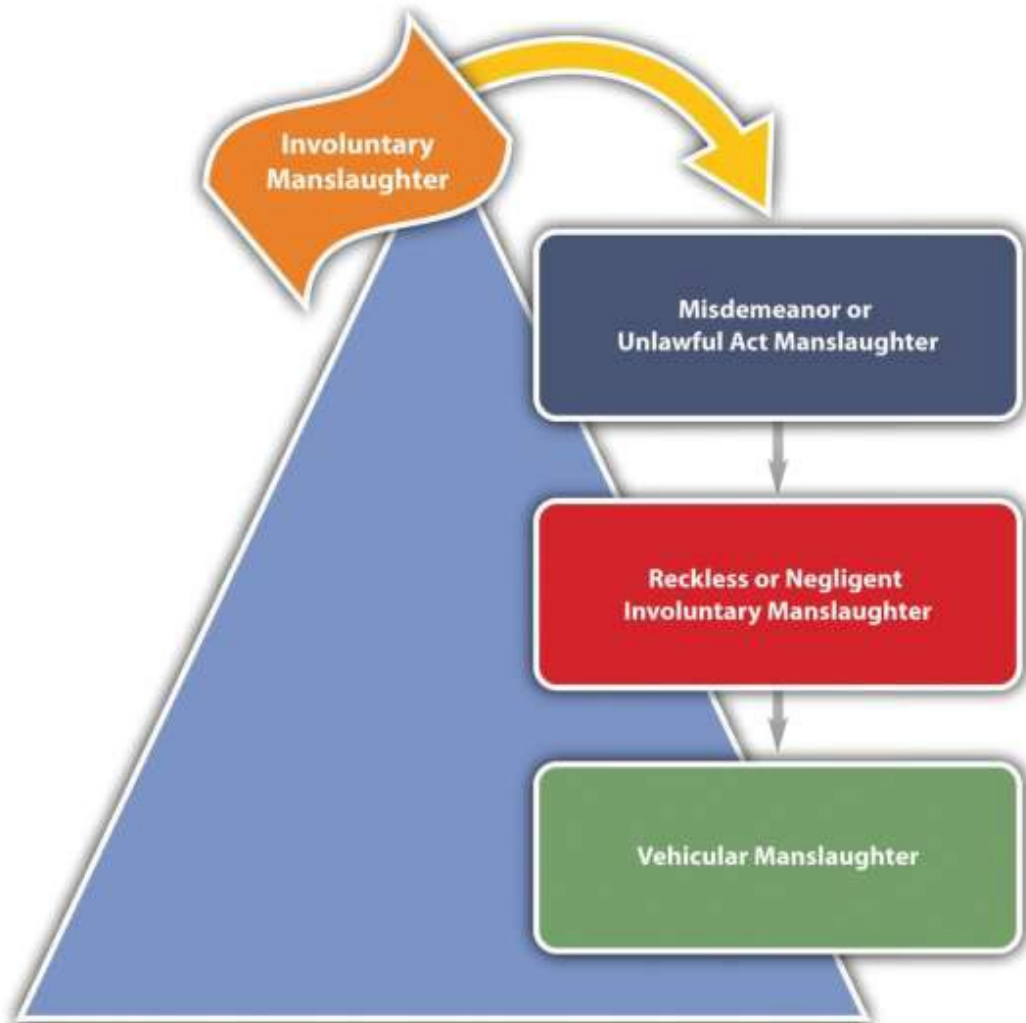 Involuntary
Manslaughter
Misdemeanor or
Unlawful Act Manslaughter
Reckless or Negligent
Involuntary Manslaughter
Vehicular Manslaughter